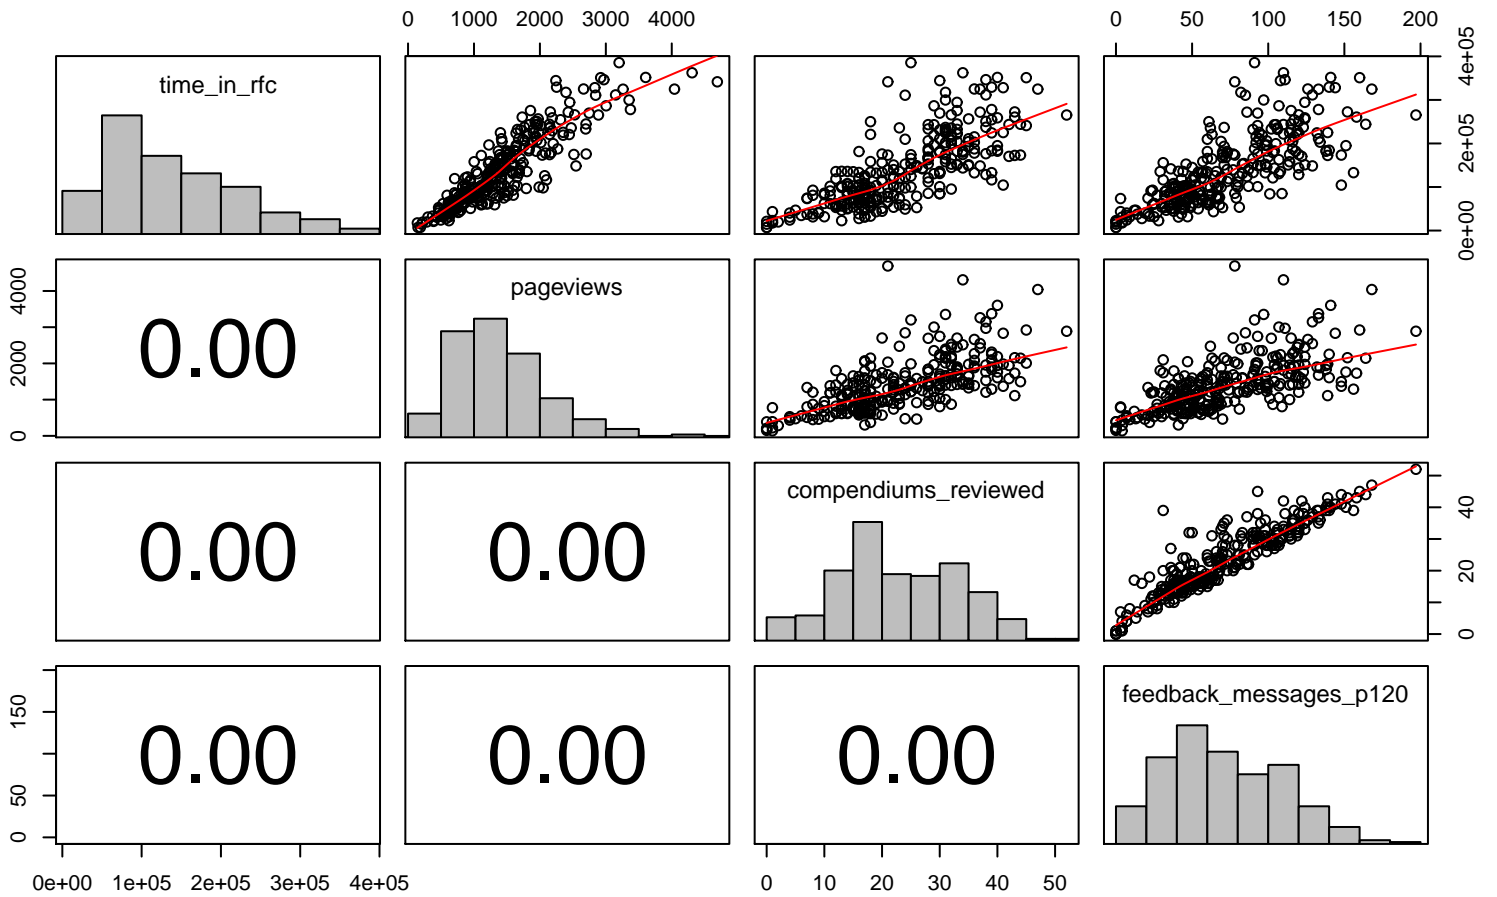 0 1000 2000 3000 4000
0 50 100 150 200
time_in_rfc
0e+00 2e+05 4e+05
0 2000 4000
0.00
pageviews
0.00
0.00
compendiums_reviewed
0 20 40
0 50 150
0.00
0.00
0.00
feedback_messages_p120
0e+00 1e+05 2e+05 3e+05 4e+05
0 10 20 30 40 50